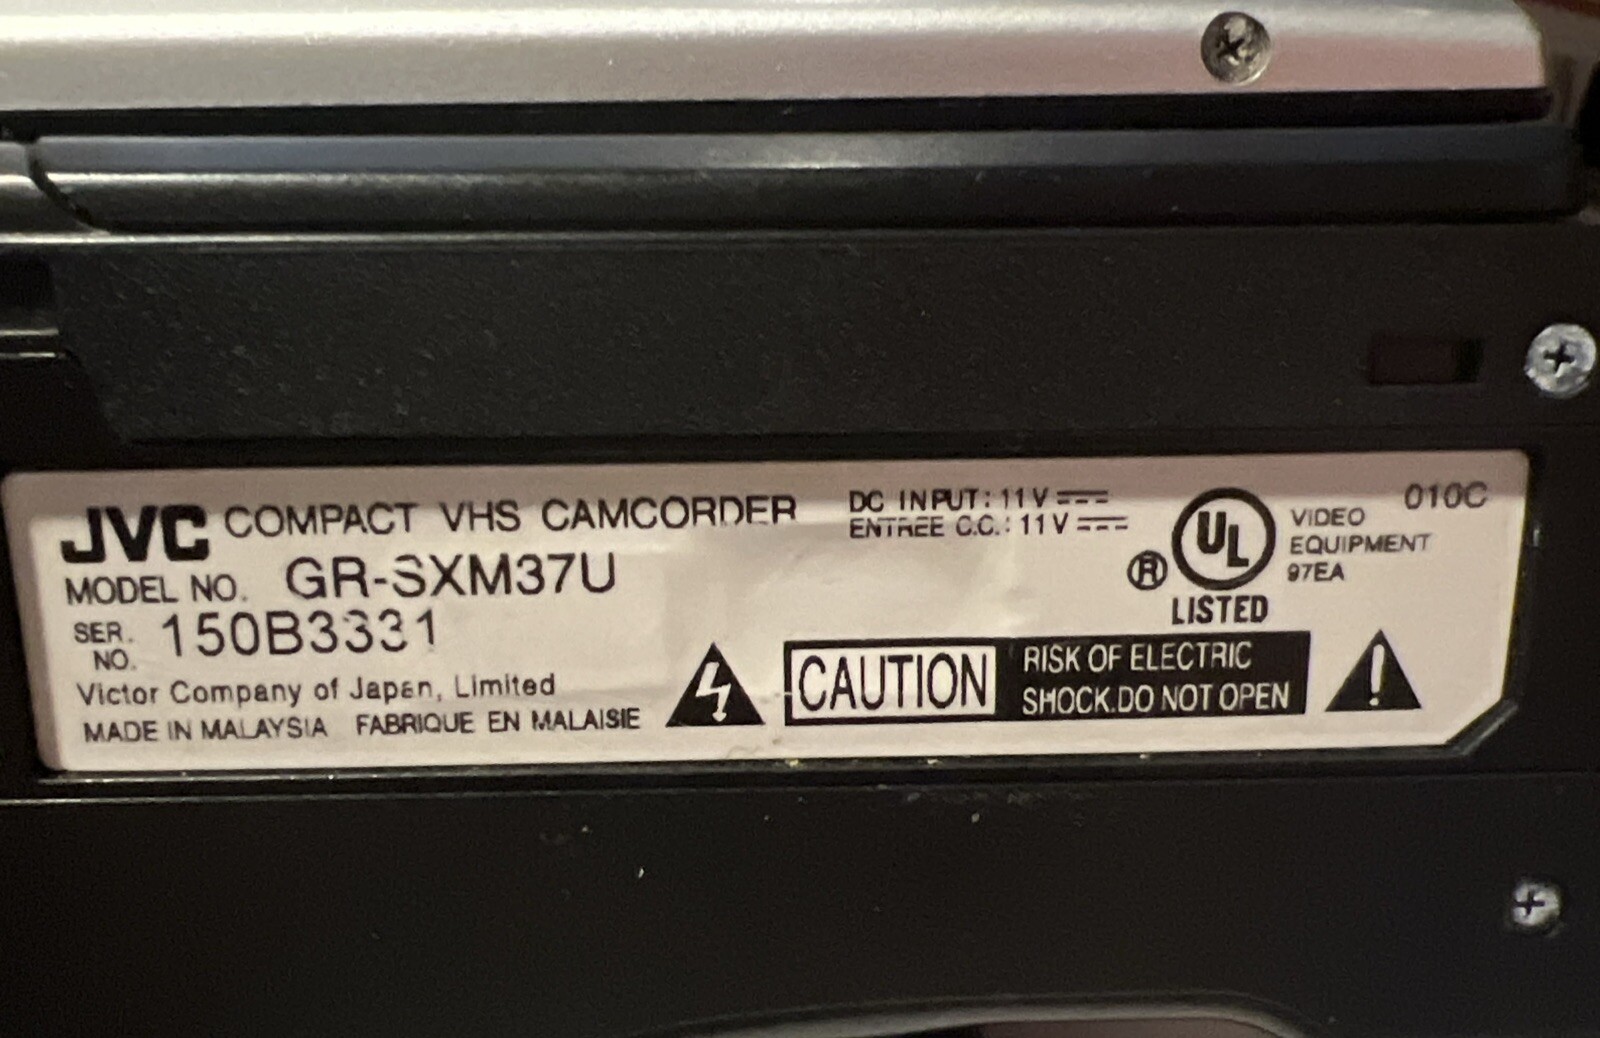 JVC COMPACT VHS CAMCORDER
MODEL NO. GR-SXM37U
SER. NO. 150B3331
Victor Company of Japan, Limited
MADE IN MALAYSIA FABRIQUE EN MALAISIE
DC INPUT: 11V
ENTREE C.C.: 11V
®
UL
LISTED
VIDEO
EQUIPMENT
97EA
010C
CAUTION
RISK OF ELECTRIC
SHOCK.DO NOT OPEN